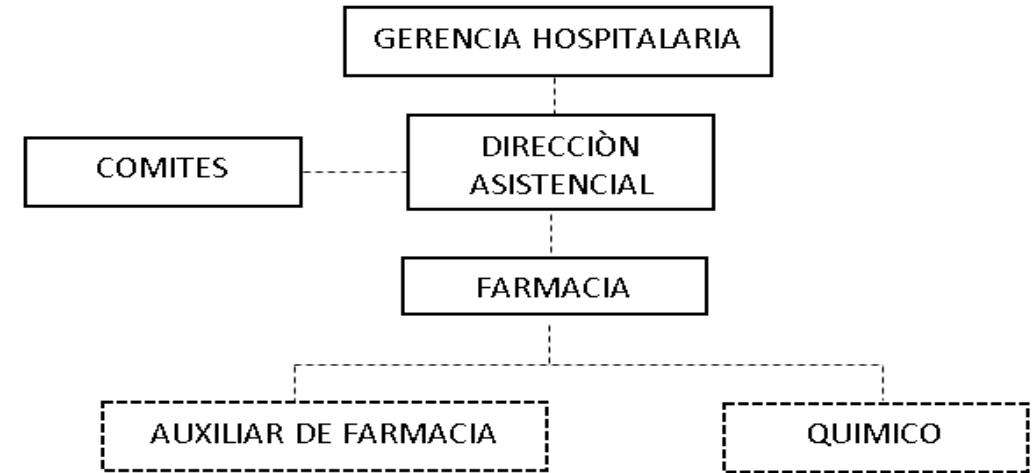 GERENCIA HOSPITALARIA
COMITES
DIRECCIÒN
ASISTENCIAL
FARMACIA
AUXILIAR DE FARMACIA
QUIMICO